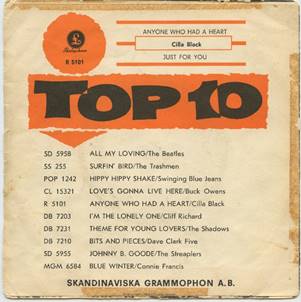 ANYONE WHO HAD A HEART
Cilla Black
JUST FOR YOU
Parlophone
R 5101
TOP 10
SD 5958 ALL MY LOVING/The Beatles
SS 255 SURFIN' BIRD/The Trashmen
POP 1242 HIPPY HIPPY SHAKE/Swinging Blue Jeans
CL 15321 LOVE'S GONNA LIVE HERE/Buck Owens
R 5101 ANYONE WHO HAD A HEART/Cilla Black
DB 7203 I'M THE LONELY ONE/Cliff Richard
DB 7231 THEME FOR YOUNG LOVERS/The Shadows
DB 7210 BITS AND PIECES/Dave Clark Five
SD 5955 JOHNNY B. GOODE/The Streaplers
MGM 6584 BLUE WINTER/Connie Francis
SKANDINAVISKA GRAMMOPHON A.B.